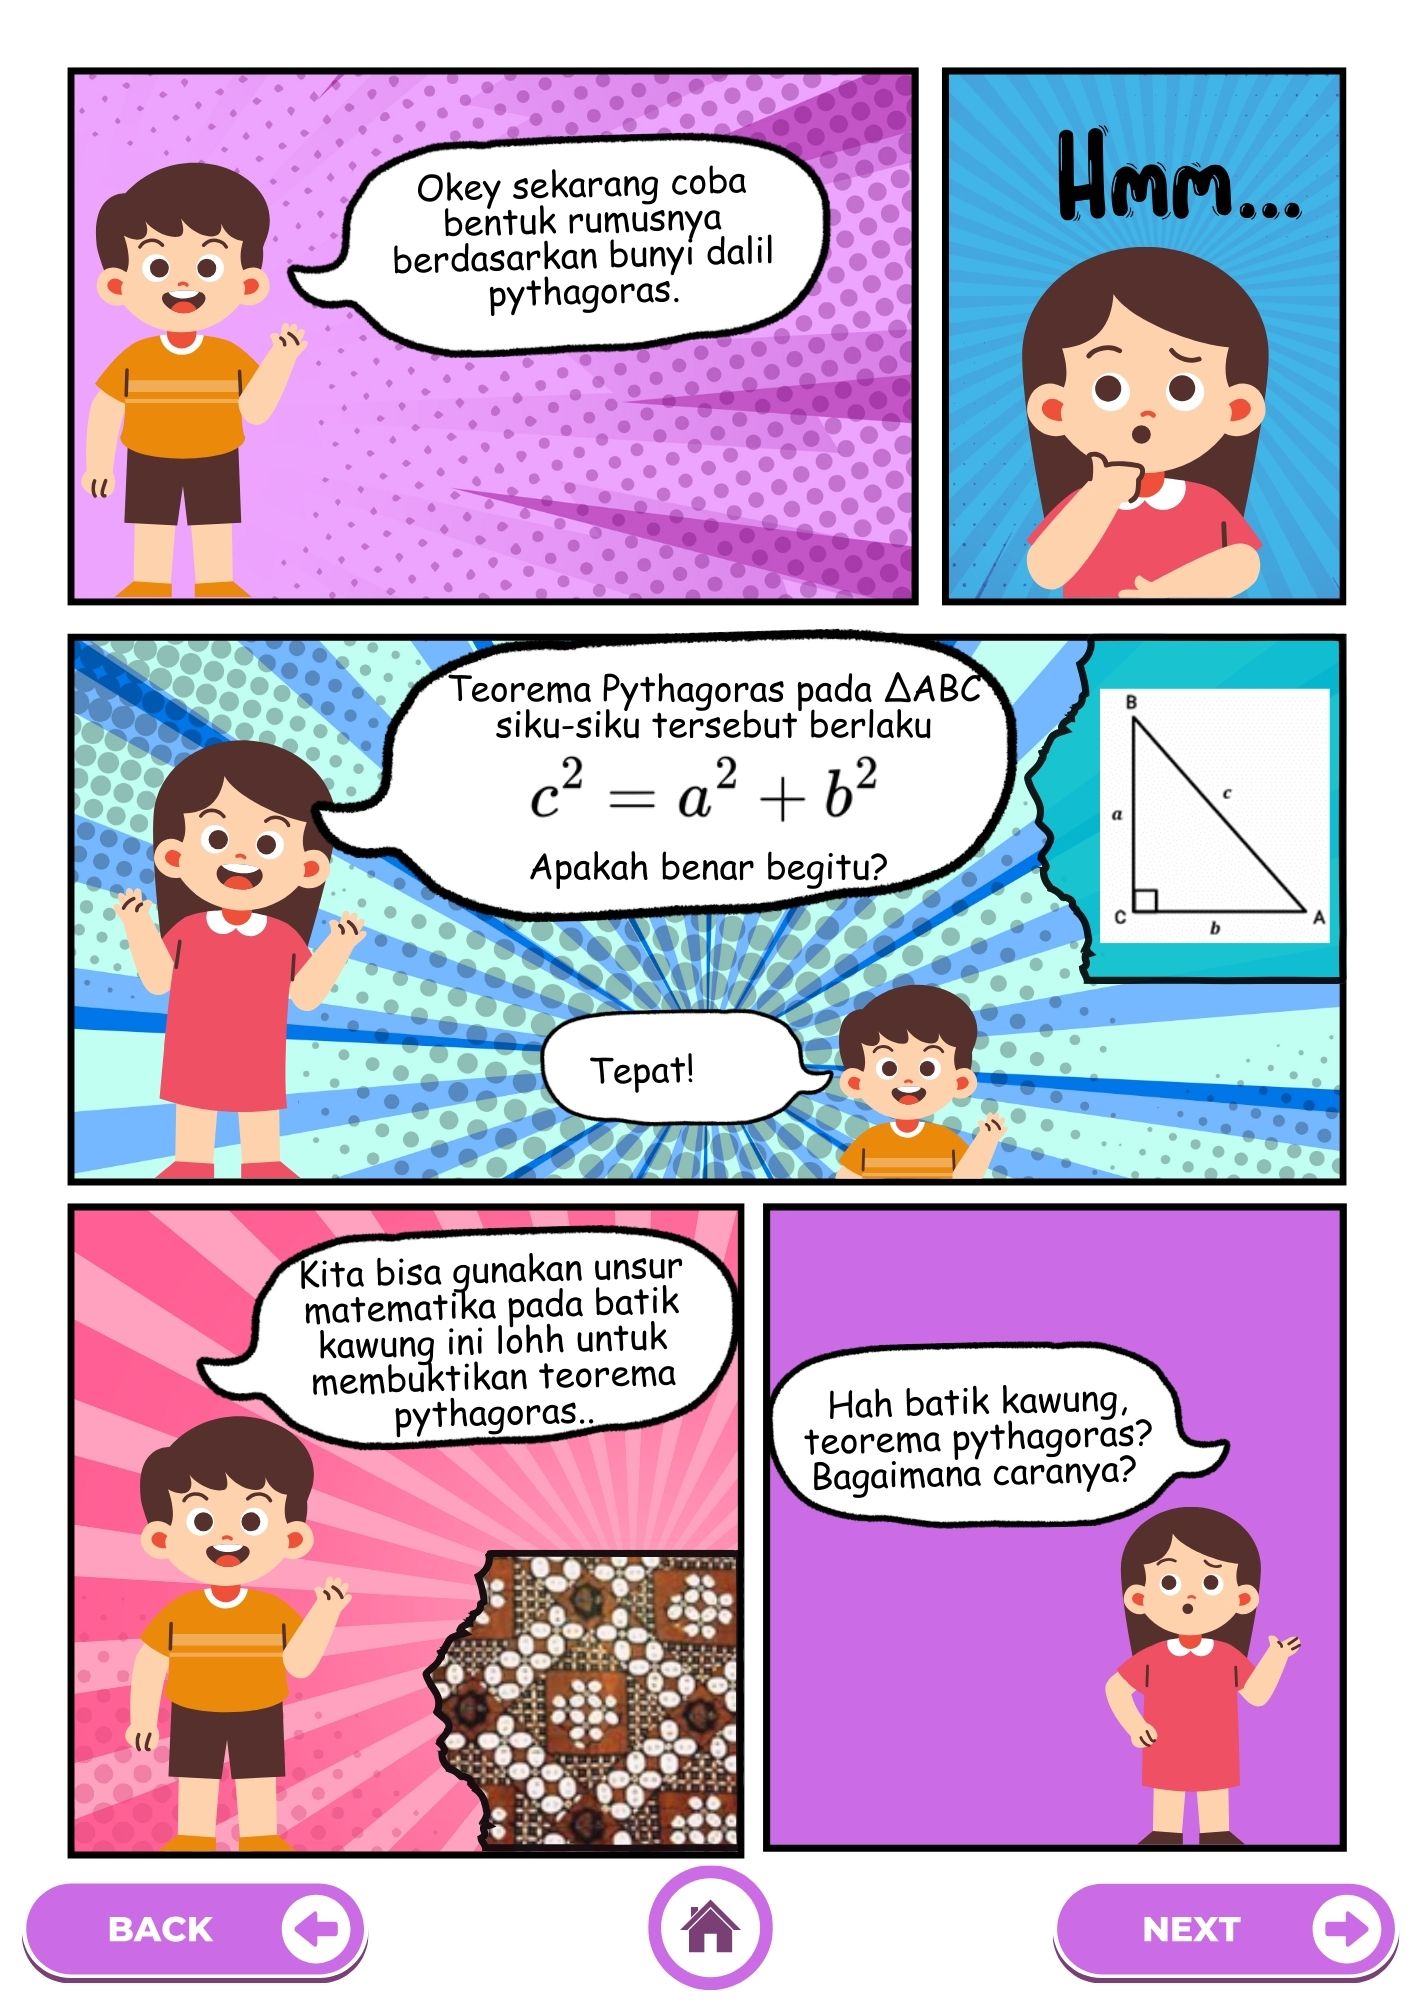 Okey sekarang coba
bentuk rumusnya
berdasarkan bunyi dalil
pythagoras.
Hmm...
Teorema Pythagoras pada ΔABC
siku-siku tersebut berlaku
c² = a² + b²
Apakah benar begitu?
B
a
c
C
b
A
Tepat!
Kita bisa gunakan unsur
matematika pada batik
kawung ini lohh untuk
membuktikan teorema
pythagoras..
Hah batik kawung,
teorema pythagoras?
Bagaimana caranya?
BACK
NEXT